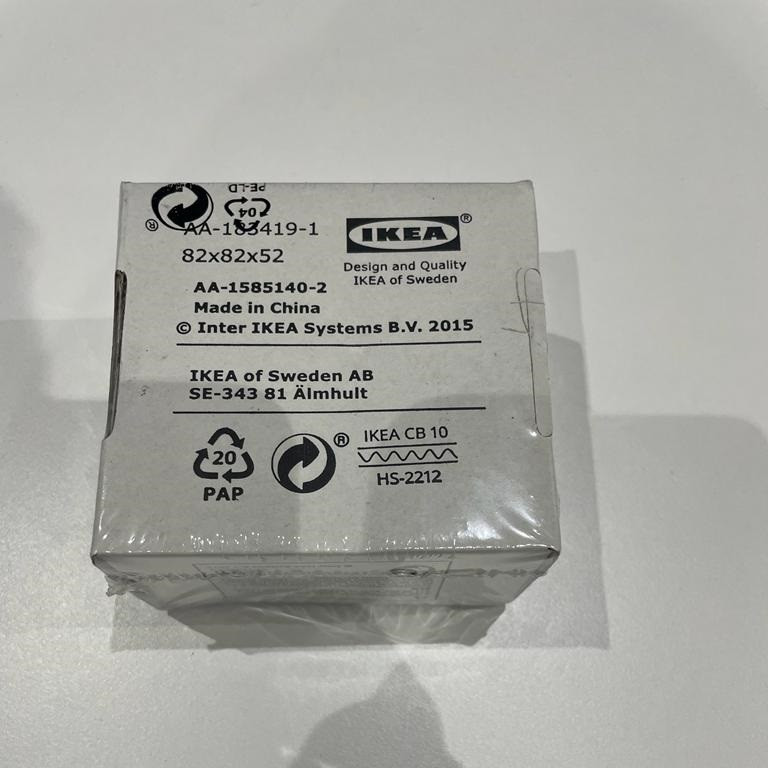 PE-LD
04
®
AA-183419-1
82x82x52
IKEA®
Design and Quality
IKEA of Sweden
AA-1585140-2
Made in China
© Inter IKEA Systems B.V. 2015
IKEA of Sweden AB
SE-343 81 Älmhult
20
PAP
®
IKEA CB 10
HS-2212